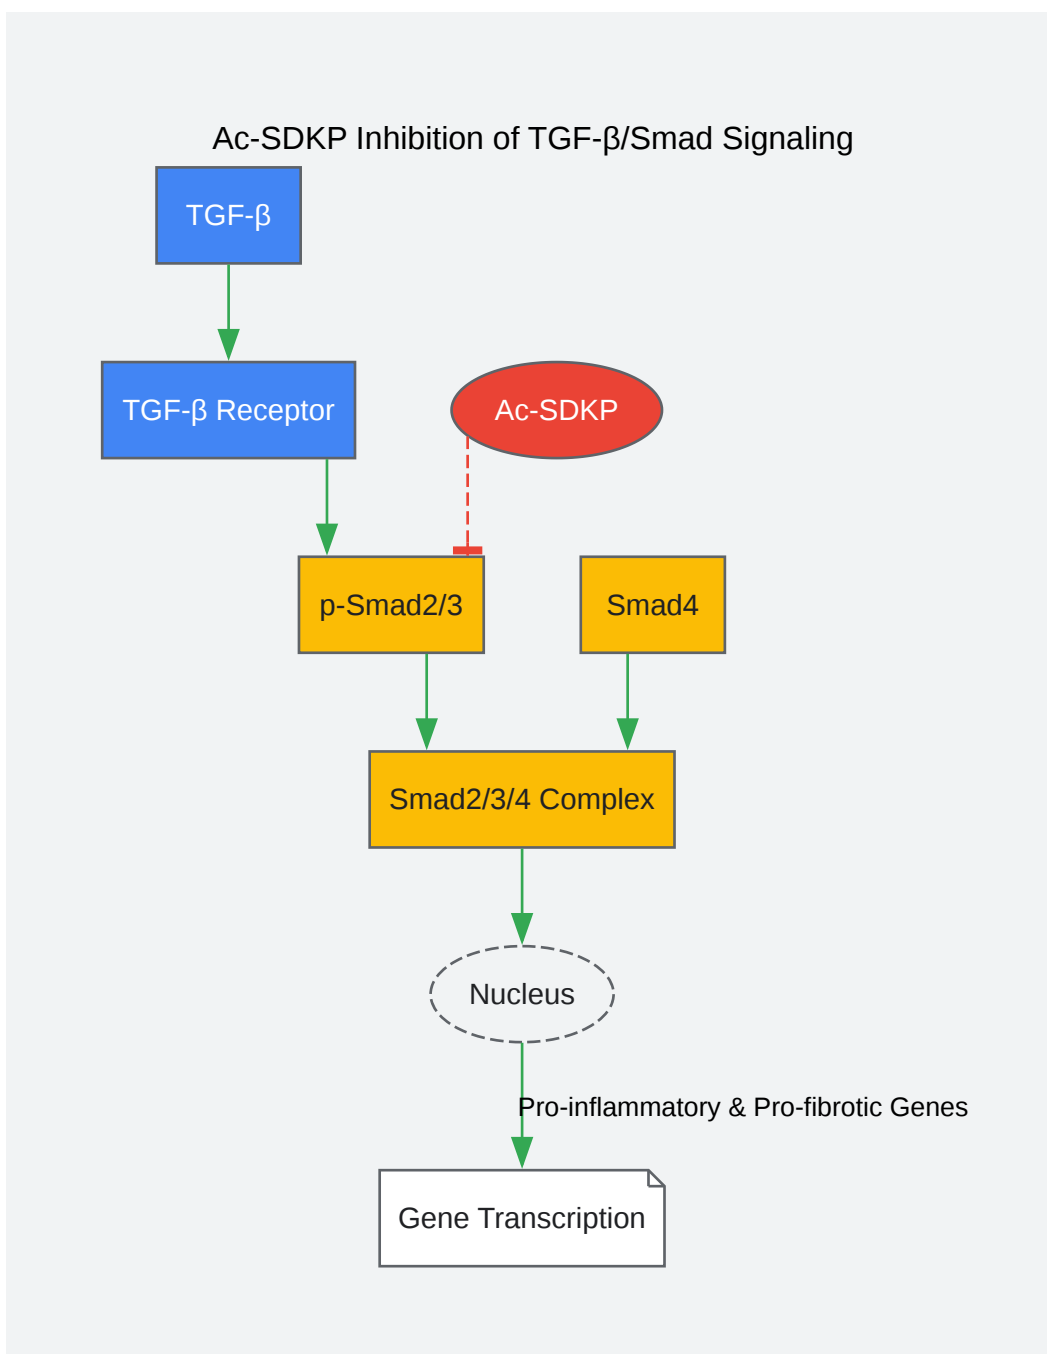 Ac-SDKP Inhibition of TGF-β/Smad Signaling
TGF-β
TGF-β Receptor
Ac-SDKP
p-Smad2/3
Smad4
Smad2/3/4 Complex
Nucleus
Pro-inflammatory & Pro-fibrotic Genes
Gene Transcription